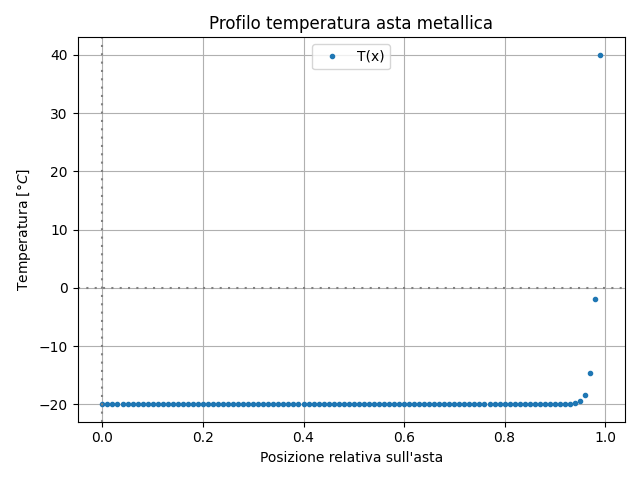 Profilo temperatura asta metallica
T(x)
Temperatura [°C]
40
30
20
10
0
−10
−20
0.0 0.2 0.4 0.6 0.8 1.0
Posizione relativa sull'asta